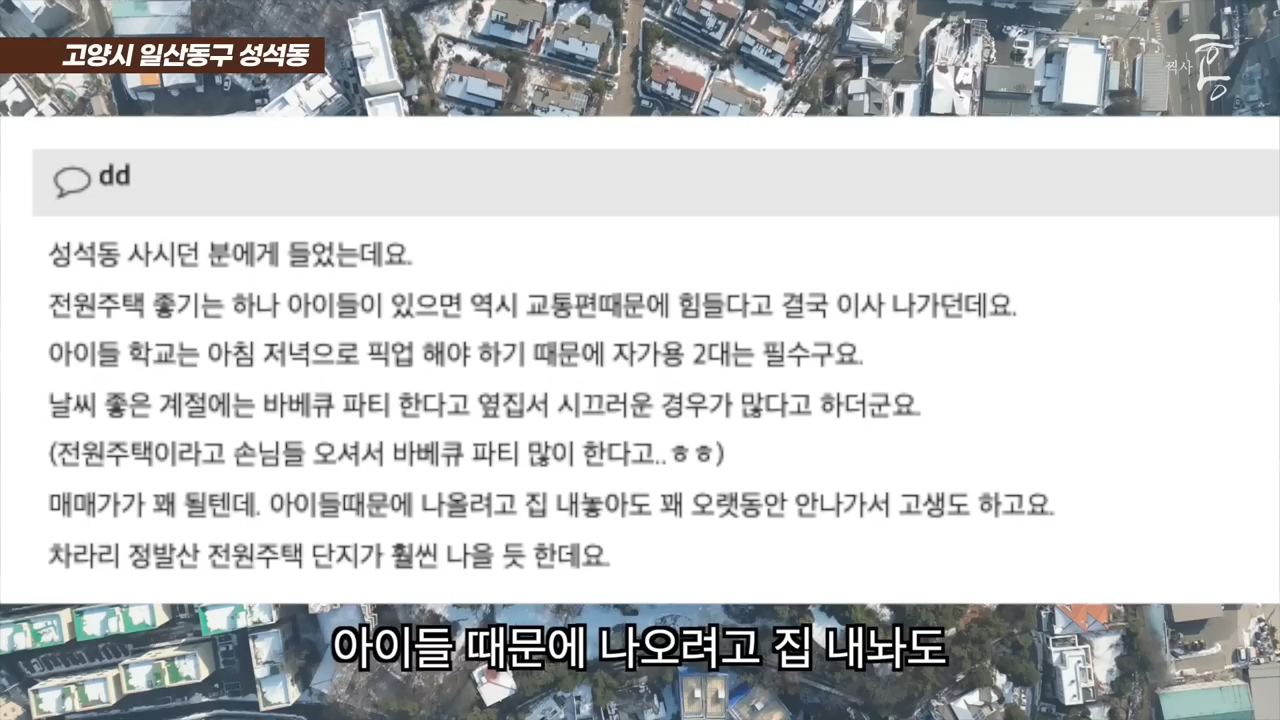 고양시 일산동구 성석동
찍사 홍
dd
성석동 사시던 분에게 들었는데요.
전원주택 좋기는 하나 아이들이 있으면 역시 교통편때문에 힘들다고 결국 이사 나가던데요.
아이들 학교는 아침 저녁으로 픽업 해야 하기 때문에 자가용 2대는 필수구요.
날씨 좋은 계절에는 바베큐 파티 한다고 옆집서 시끄러운 경우가 많다고 하더군요.
(전원주택이라고 손님들 오셔서 바베큐 파티 많이 한다고..ㅎㅎ)
매매가가 꽤 될텐데. 아이들때문에 나올려고 집 내놓아도 꽤 오랫동안 안나가서 고생도 하고요.
차라리 정발산 전원주택 단지가 훨씬 나을 듯 한데요.
아이들 때문에 나오려고 집 내놔도